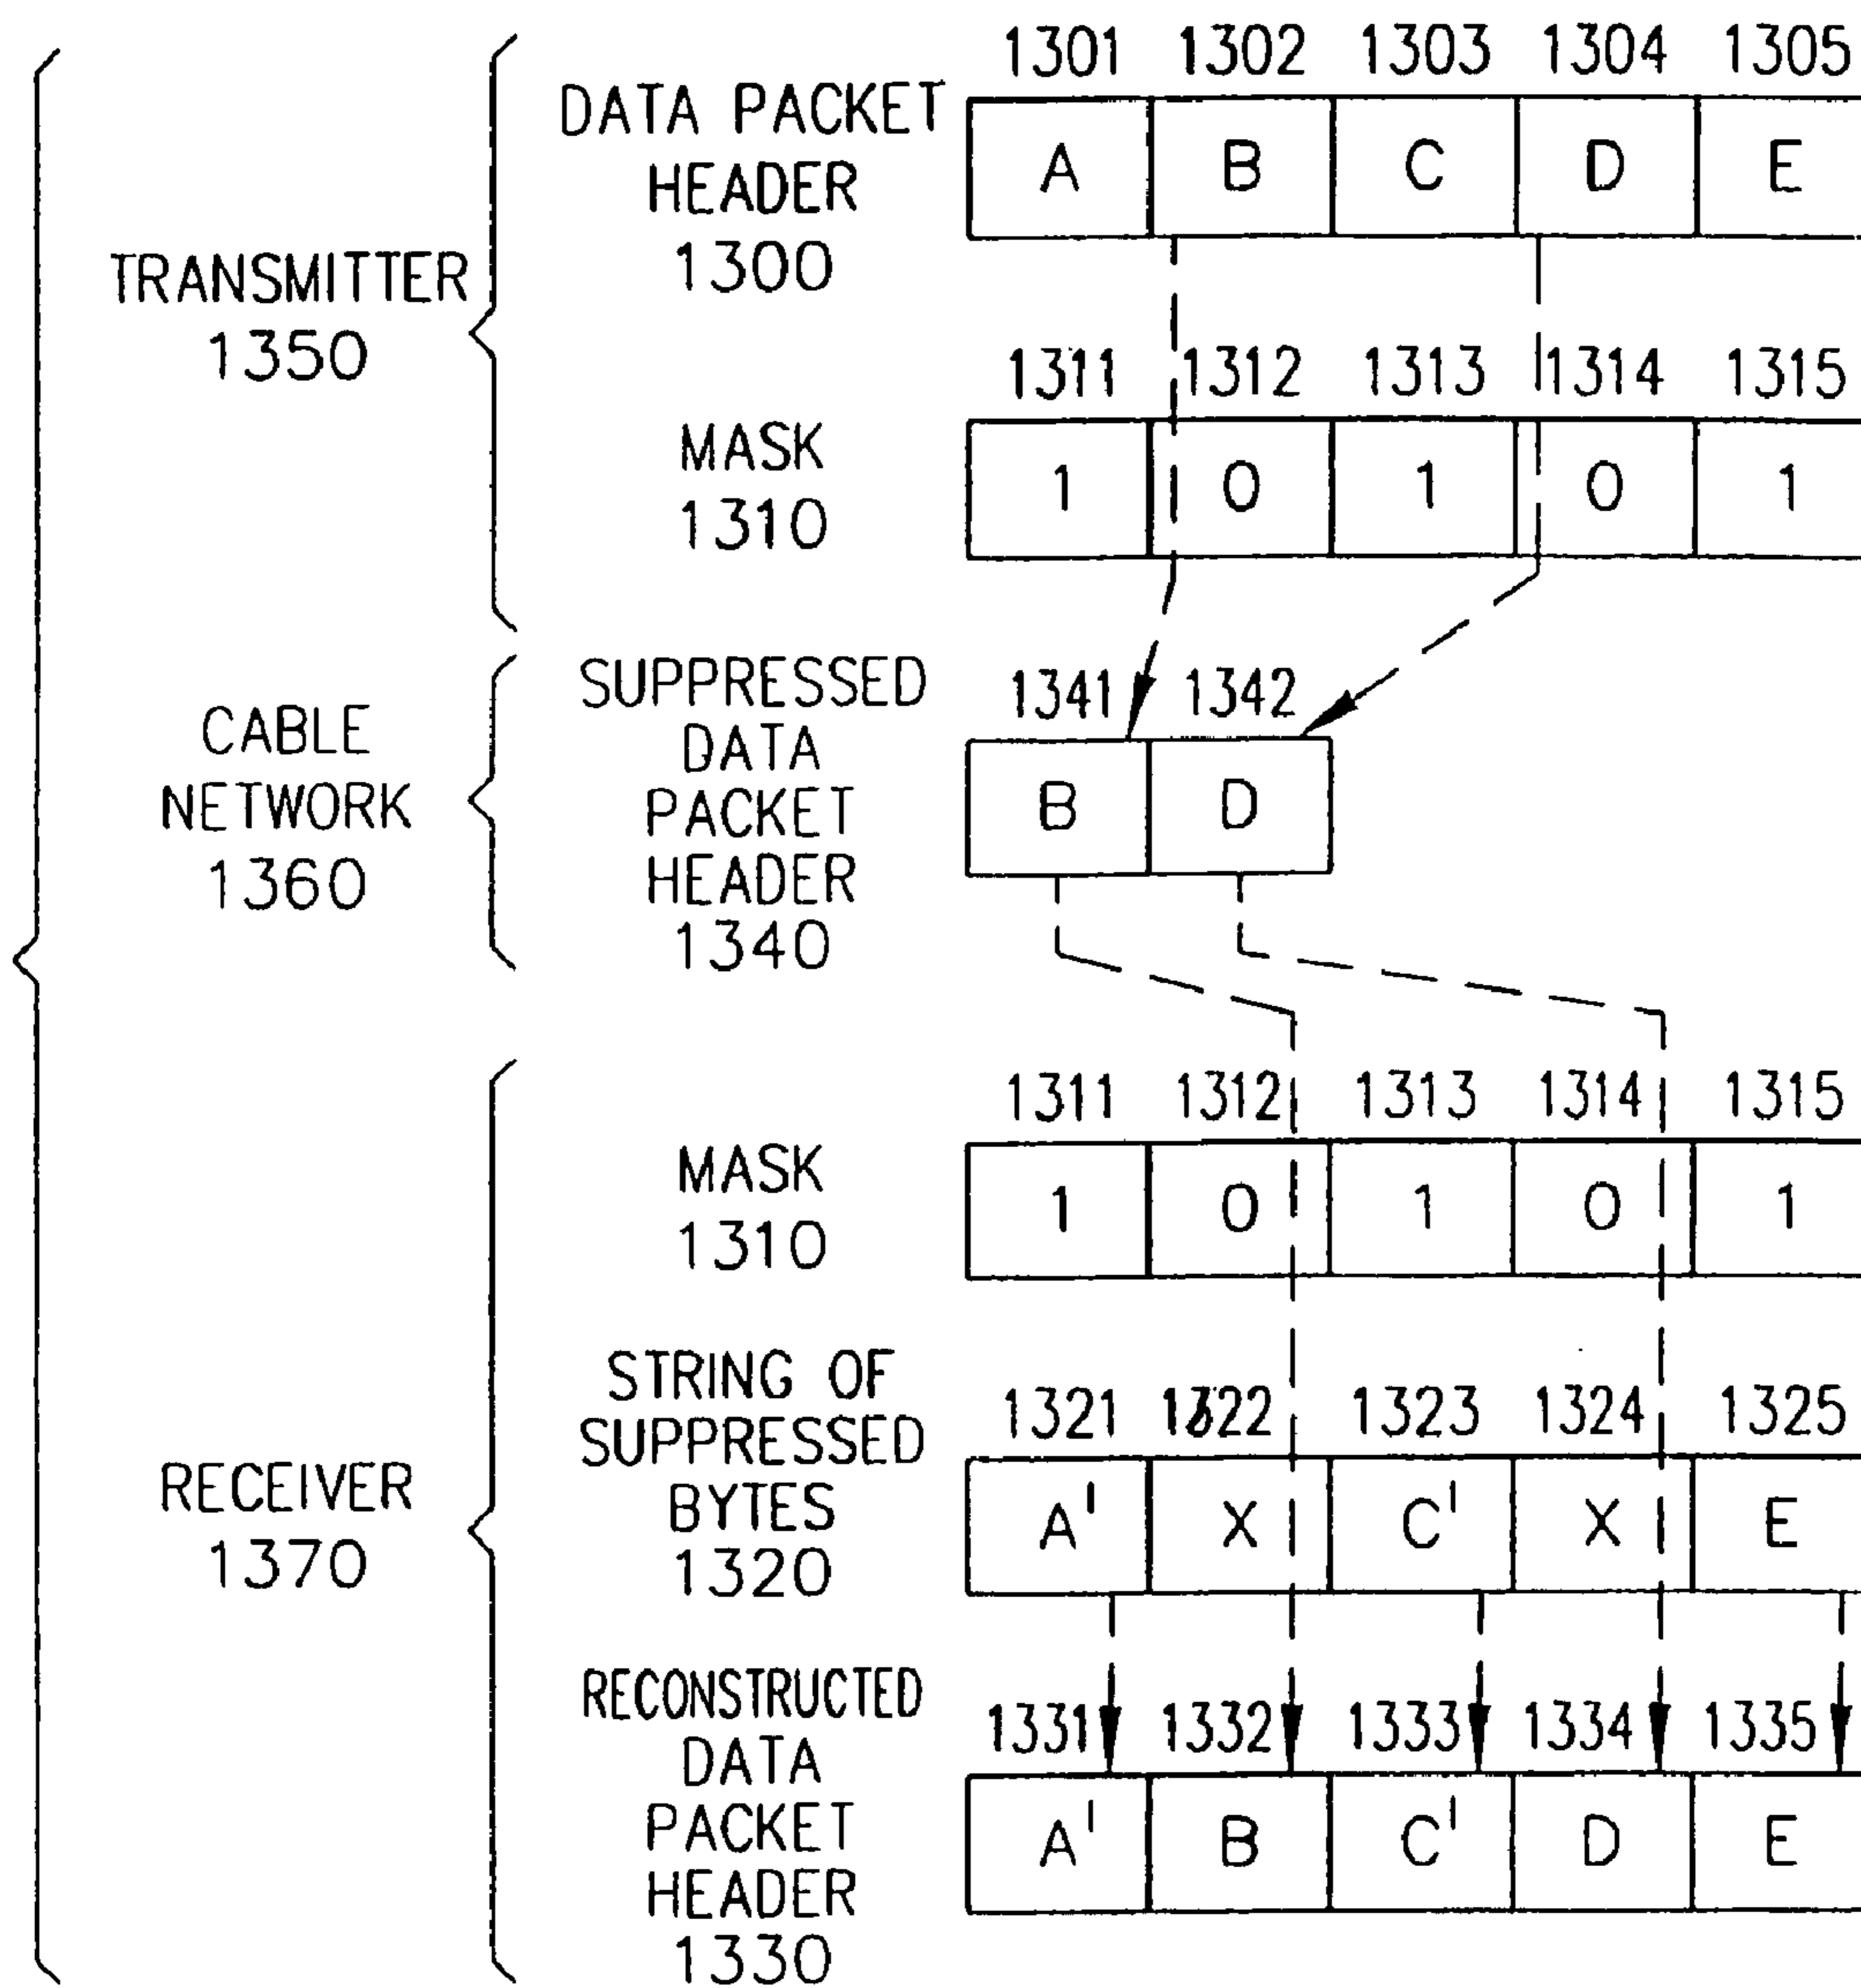 1301 1302 1303 1304 1305
DATA PACKET
HEADER
1300
A B C D E
TRANSMITTER
1350
1311 1312 1313 1314 1315
MASK
1310
1 0 1 0 1
SUPPRESSED
DATA
PACKET
HEADER
1340
1341 1342
CABLE
NETWORK
1360
B D
1311 1312 1313 1314 1315
MASK
1310
1 0 1 0 1
STRING OF
SUPPRESSED
BYTES
1320
1321 1322 1323 1324 1325
RECEIVER
1370
A' X C' X E
RECONSTRUCTED
DATA
PACKET
HEADER
1330
1331 1332 1333 1334 1335
A' B C' D E